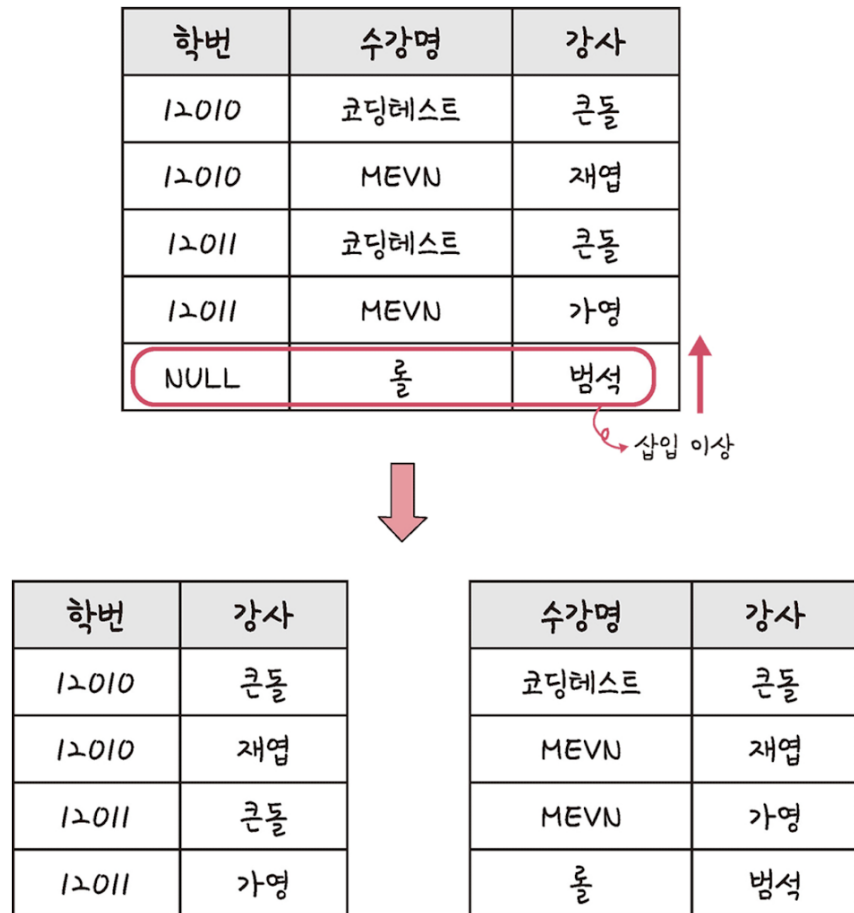 학번 수강명 강사
12010 코딩테스트 큰돌
12010 MEVN 재엽
12011 코딩테스트 큰돌
12011 MEVN 가영
NULL 롤 범석
삽입 이상
학번 강사
12010 큰돌
12010 재엽
12011 큰돌
12011 가영
수강명 강사
코딩테스트 큰돌
MEVN 재엽
MEVN 가영
롤 범석